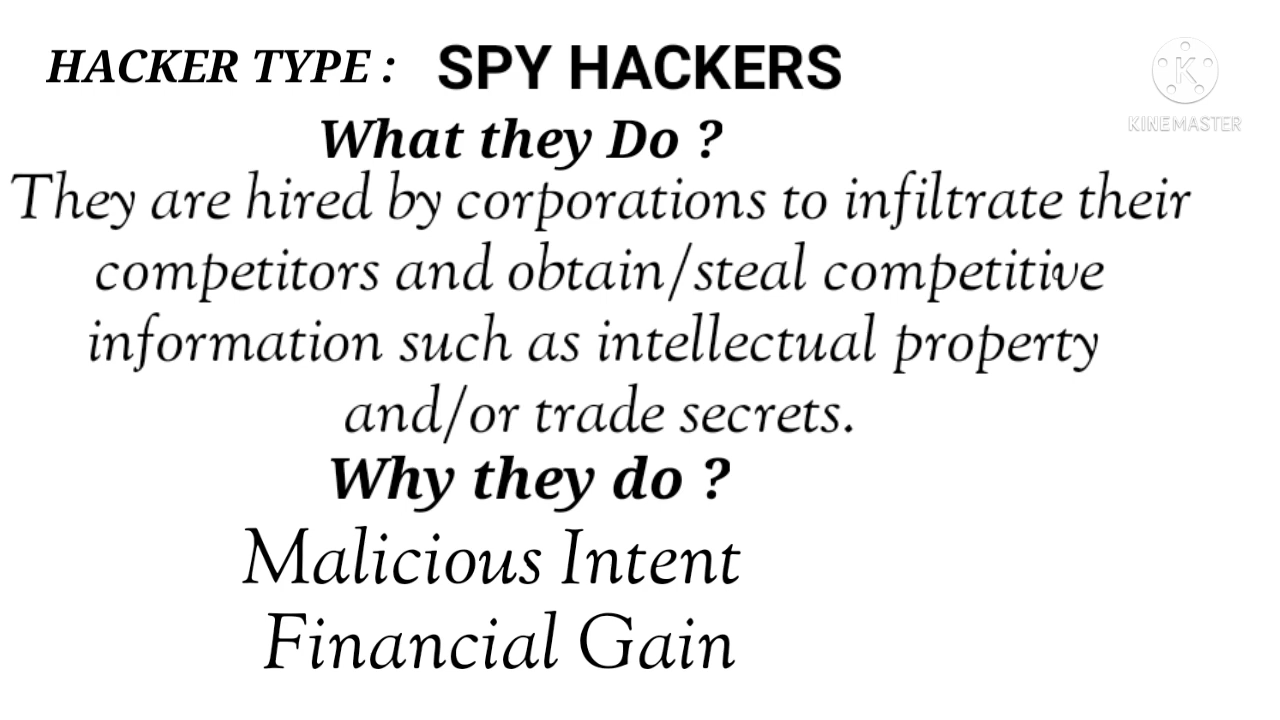 HACKER TYPE : SPY HACKERS
K
KINEMASTER
What they Do ?
They are hired by corporations to infiltrate their
competitors and obtain/steal competitive
information such as intellectual property
and/or trade secrets.
Why they do ?
Malicious Intent
Financial Gain